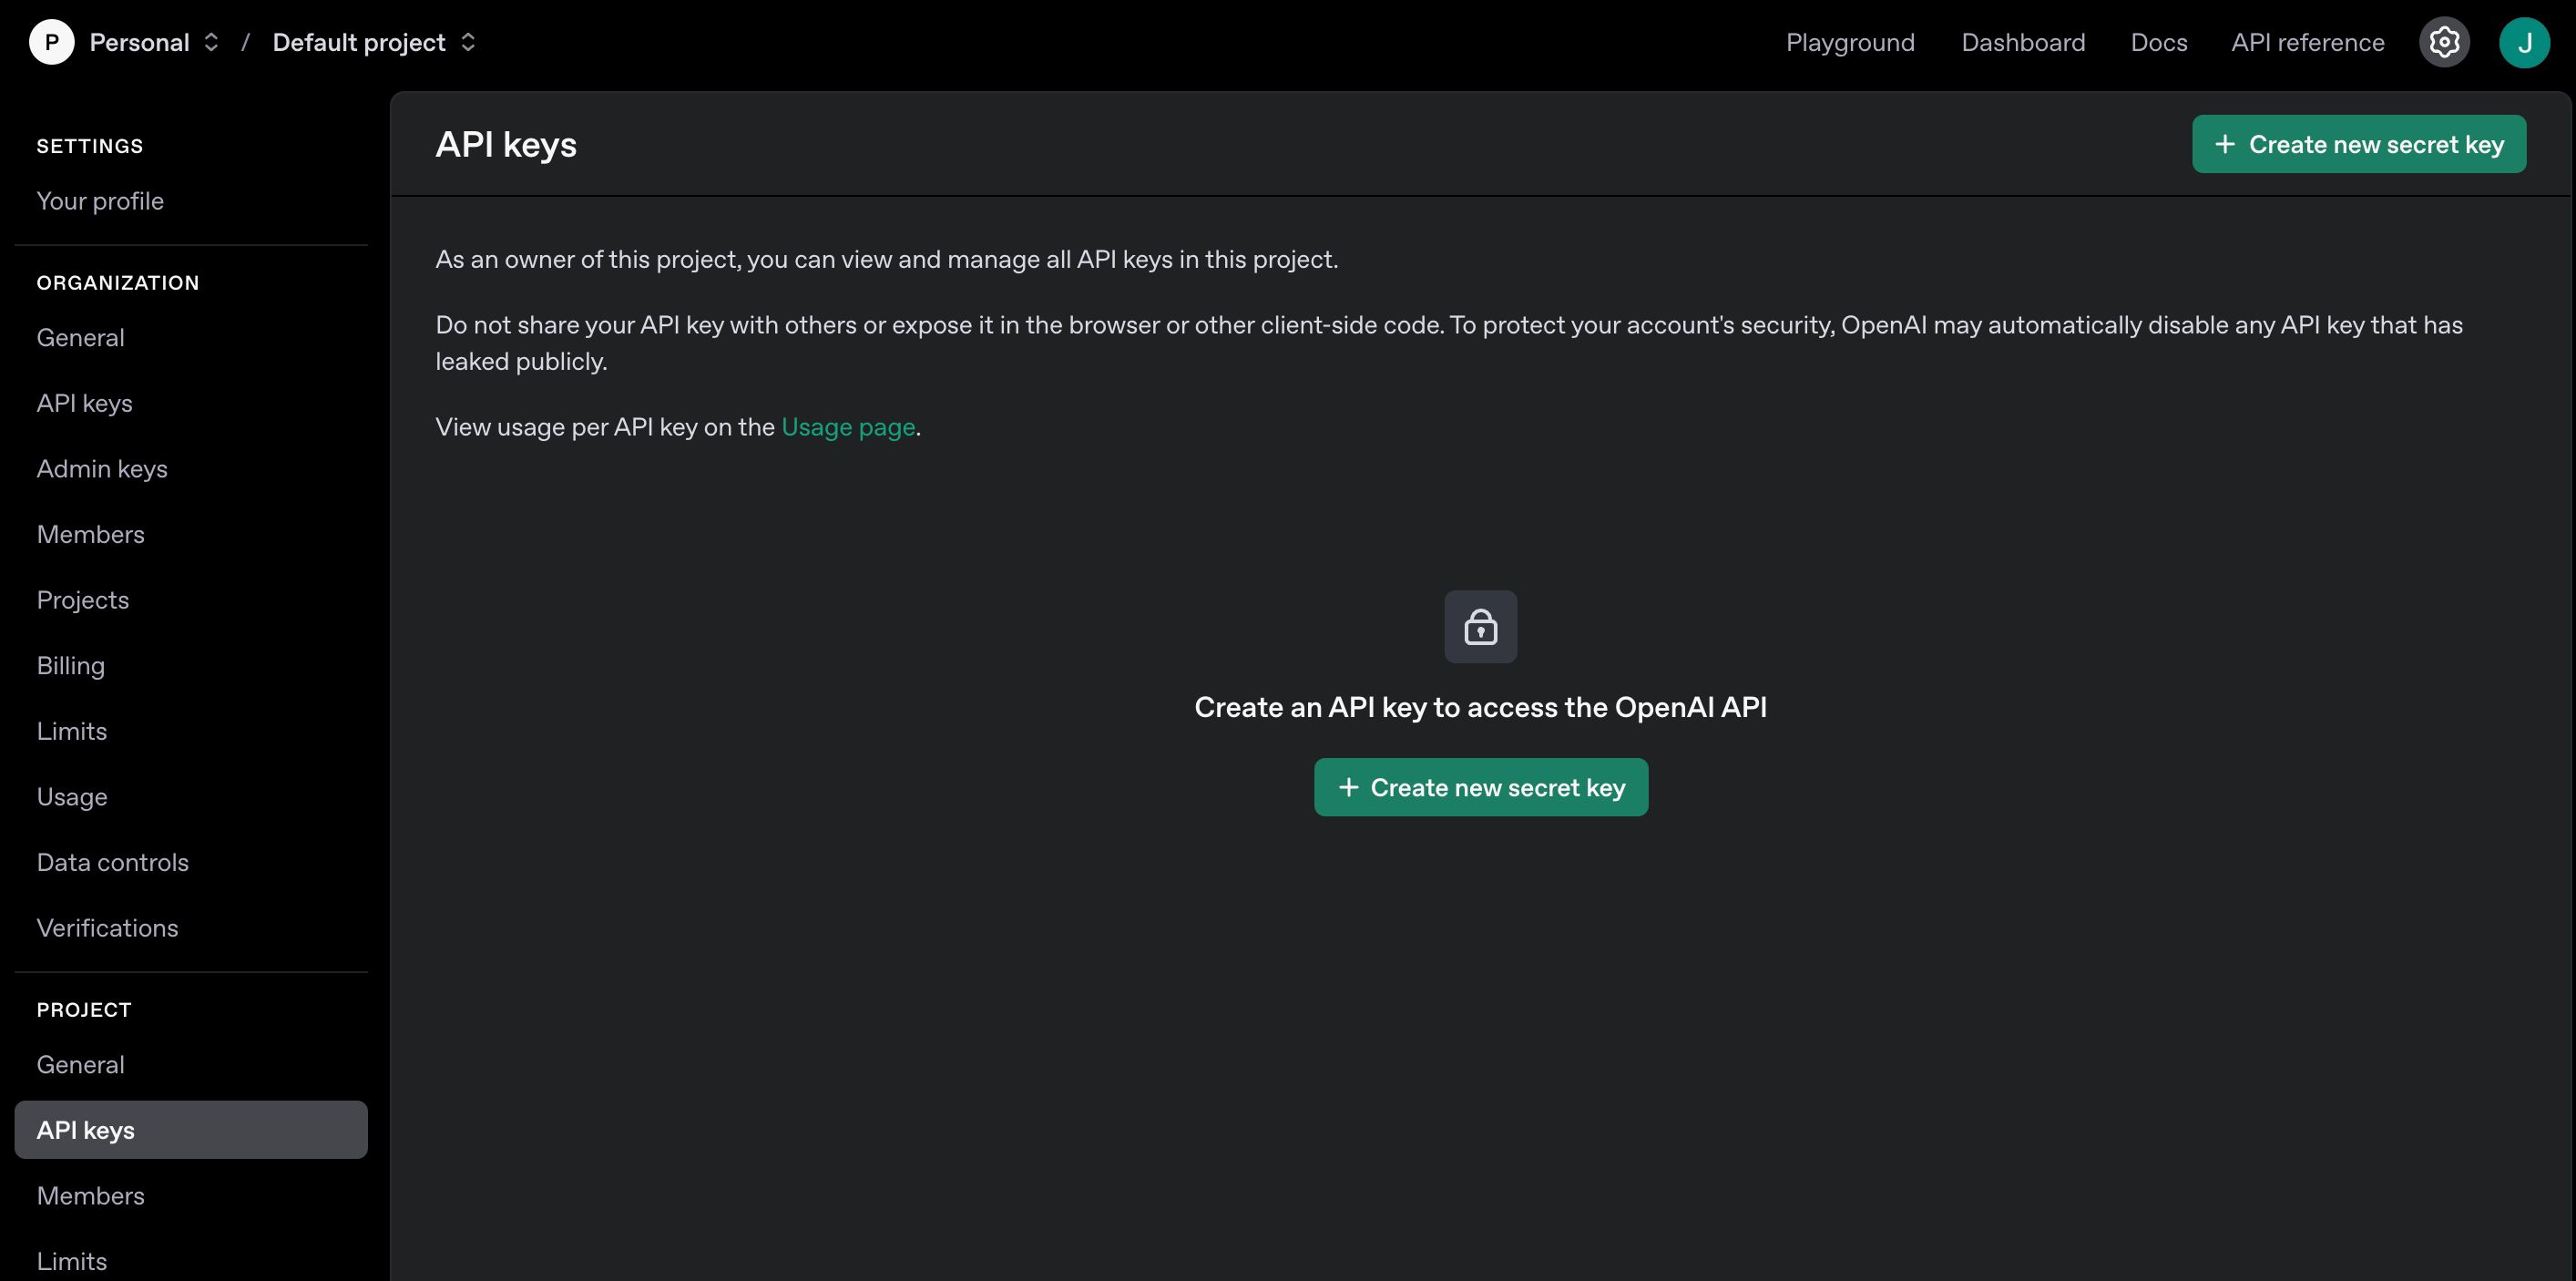 P Personal / Default project
Playground Dashboard Docs API reference J
SETTINGS
Your profile
ORGANIZATION
General
API keys
Admin keys
Members
Projects
Billing
Limits
Usage
Data controls
Verifications
PROJECT
General
API keys
Members
Limits
API keys
+ Create new secret key
As an owner of this project, you can view and manage all API keys in this project.
Do not share your API key with others or expose it in the browser or other client-side code. To protect your account's security, OpenAI may automatically disable any API key that has
leaked publicly.
View usage per API key on the Usage page.
Create an API key to access the OpenAI API
+ Create new secret key